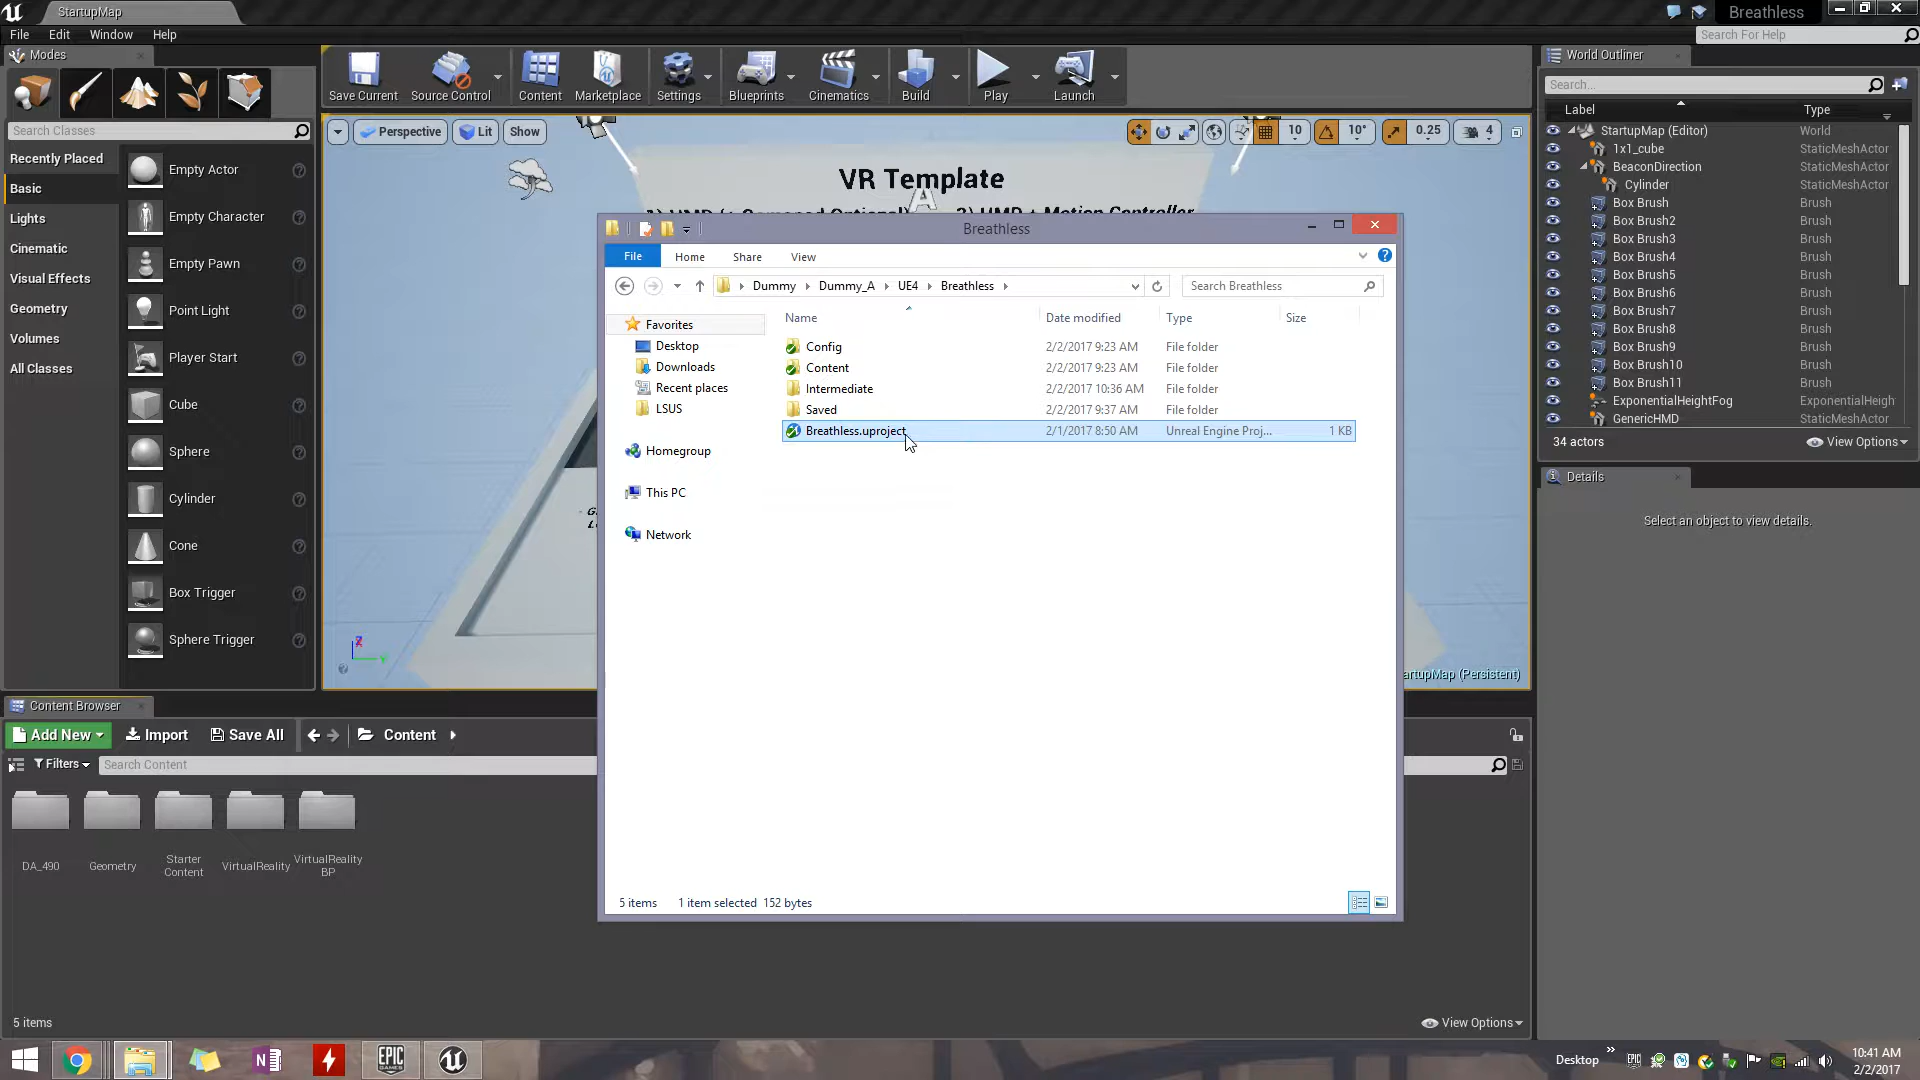 StartupMap
Breathless
File Edit Window Help
Search For Help
Modes
Save Current
Source Control
Content
Marketplace
Settings
Blueprints
Cinematics
Build
Play
Launch
World Outliner
Search...
Label
Type
Search Classes
Recently Placed
Basic
Lights
Cinematic
Visual Effects
Geometry
Volumes
All Classes
Empty Actor
Empty Character
Empty Pawn
Point Light
Player Start
Cube
Sphere
Cylinder
Cone
Box Trigger
Sphere Trigger
Perspective
Lit
Show
10
10°
0.25
4
VR Template
2) HMD + Motion Controller
StartupMap (Editor) World
1x1_cube StaticMeshActor
BeaconDirection StaticMeshActor
Cylinder StaticMeshActor
Box Brush Brush
Box Brush2 Brush
Box Brush3 Brush
Box Brush4 Brush
Box Brush5 Brush
Box Brush6 Brush
Box Brush7 Brush
Box Brush8 Brush
Box Brush9 Brush
Box Brush10 Brush
Box Brush11 Brush
ExponentialHeightFog ExponentialHeigh
GenericHMD StaticMeshActor
34 actors
View Options
Details
Select an object to view details.
Breathless
File Home Share View
Dummy Dummy_A UE4 Breathless
Search Breathless
Name Date modified Type Size
Favorites
Desktop
Downloads
Recent places
LSUS
Homegroup
This PC
Network
Config 2/2/2017 9:23 AM File folder
Content 2/2/2017 9:23 AM File folder
Intermediate 2/2/2017 10:36 AM File folder
Saved 2/2/2017 9:37 AM File folder
Breathless.uproject 2/1/2017 8:50 AM Unreal Engine Proj... 1 KB
5 items 1 item selected 152 bytes
artupMap (Persistent)
Content Browser
Add New
Import
Save All
Content
Filters
Search Content
DA_490
Geometry
Starter
Content
VirtualReality
VirtualReality
BP
5 items
View Options
EPIC
GAMES
Desktop
10:41 AM
2/2/2017